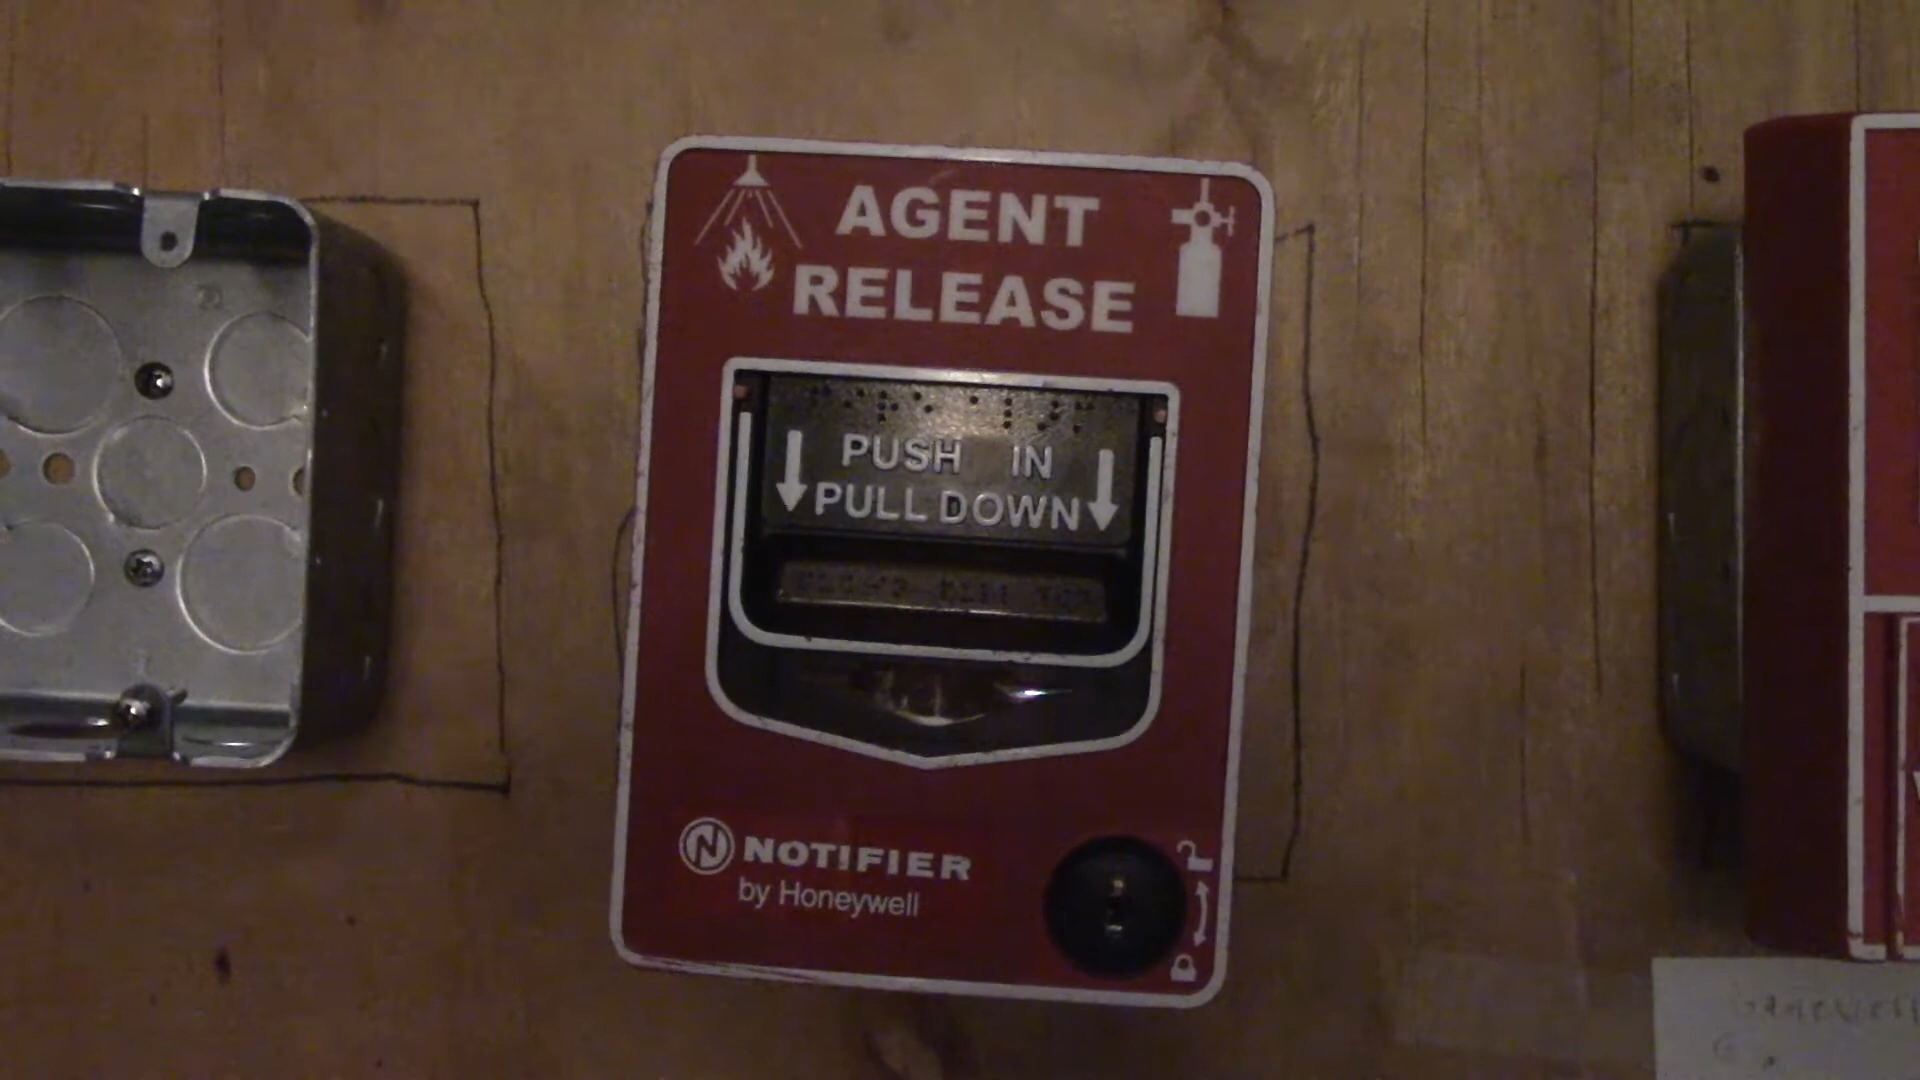 AGENT
RELEASE
PUSH IN
PULL DOWN
NOTIFIER
by Honeywell